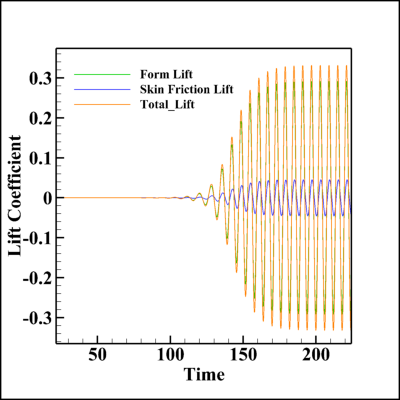 Form Lift
Skin Friction Lift
Total_Lift
Lift Coefficient
0.3
0.2
0.1
0
-0.1
-0.2
-0.3
50
100
150
200
Time